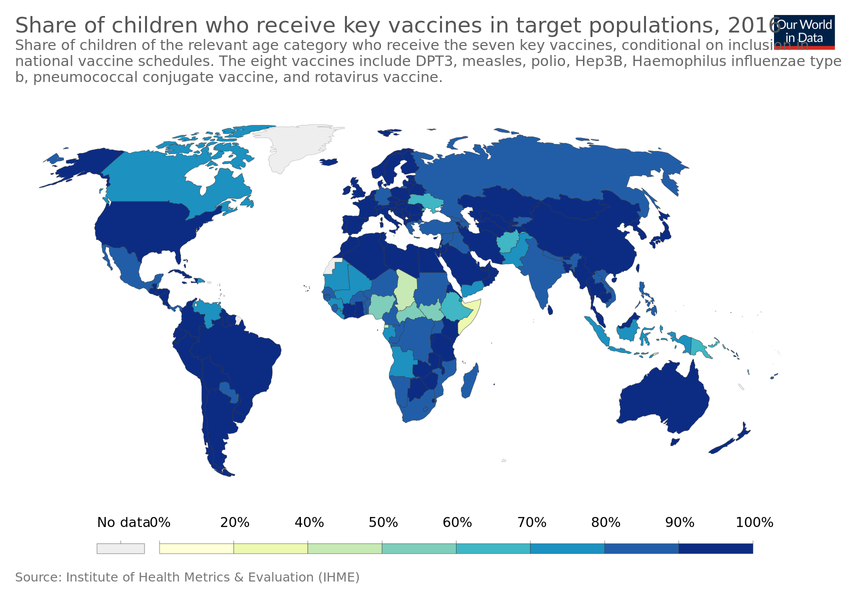 Share of children who receive key vaccines in target populations, 2016
Our World
in Data
Share of children of the relevant age category who receive the seven key vaccines, conditional on inclusion in
national vaccine schedules. The eight vaccines include DPT3, measles, polio, Hep3B, Haemophilus influenzae type
b, pneumococcal conjugate vaccine, and rotavirus vaccine.
No data 0% 20% 40% 50% 60% 70% 80% 90% 100%
Source: Institute of Health Metrics & Evaluation (IHME)